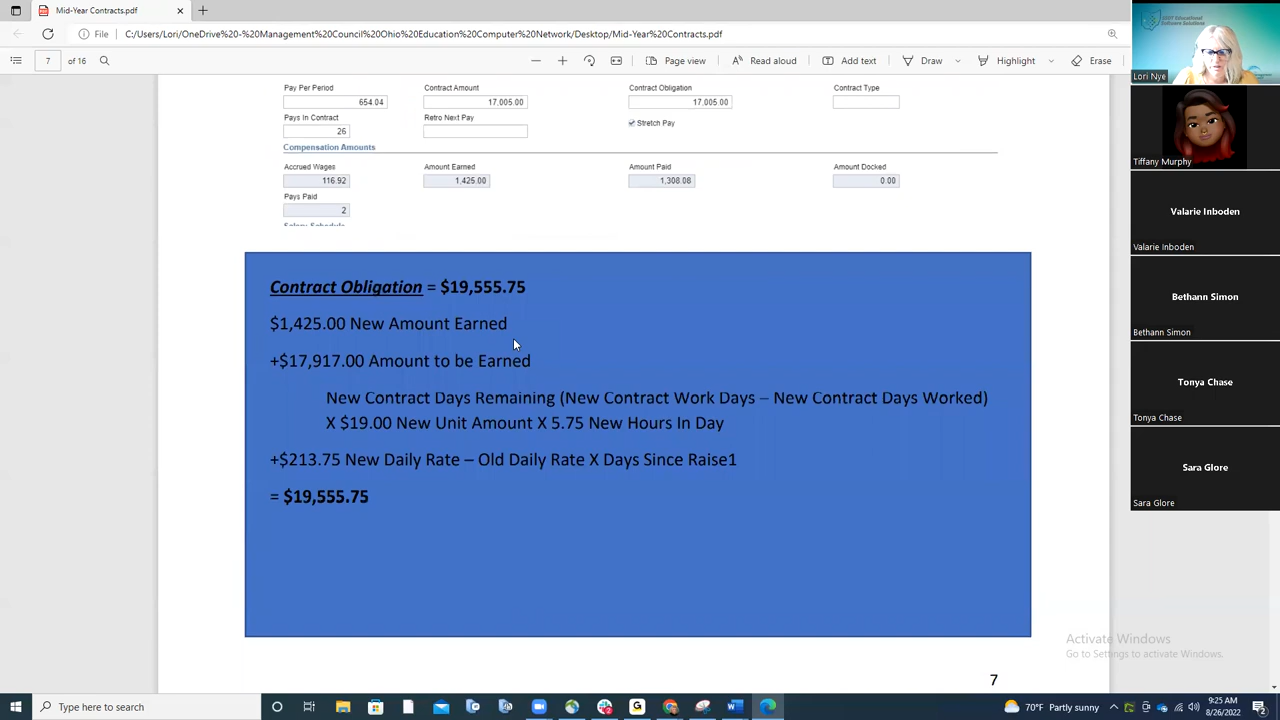 Mid-Year Contracts.pdf
File
C:/Users/Lori/OneDrive%20-%20Management%20Council%20Ohio%20Education%20Computer%20Network/Desktop/Mid-Year%20Contracts.pdf
7 of 16
Page view
Read aloud
Add text
Draw
Highlight
Erase
Pay Per Period
Contract Amount
Contract Obligation
Contract Type
654.04
17,005.00
17,005.00
Pays In Contract
Retro Next Pay
Stretch Pay
26
Compensation Amounts
Accrued Wages
Amount Earned
Amount Paid
Amount Docked
116.92
1,425.00
1,308.08
0.00
Pays Paid
2
Contract Obligation = $19,555.75
$1,425.00 New Amount Earned
+$17,917.00 Amount to be Earned
New Contract Days Remaining (New Contract Work Days – New Contract Days Worked)
X $19.00 New Unit Amount X 5.75 New Hours In Day
+$213.75 New Daily Rate – Old Daily Rate X Days Since Raise1
= $19,555.75
7
Lori Nye
Tiffany Murphy
Valarie Inboden
Valarie Inboden
Bethann Simon
Bethann Simon
Tonya Chase
Tonya Chase
Sara Glore
Sara Glore
Activate Windows
Go to Settings to activate Windows.
Type here to search
70°F Partly sunny
9:25 AM
8/26/2022